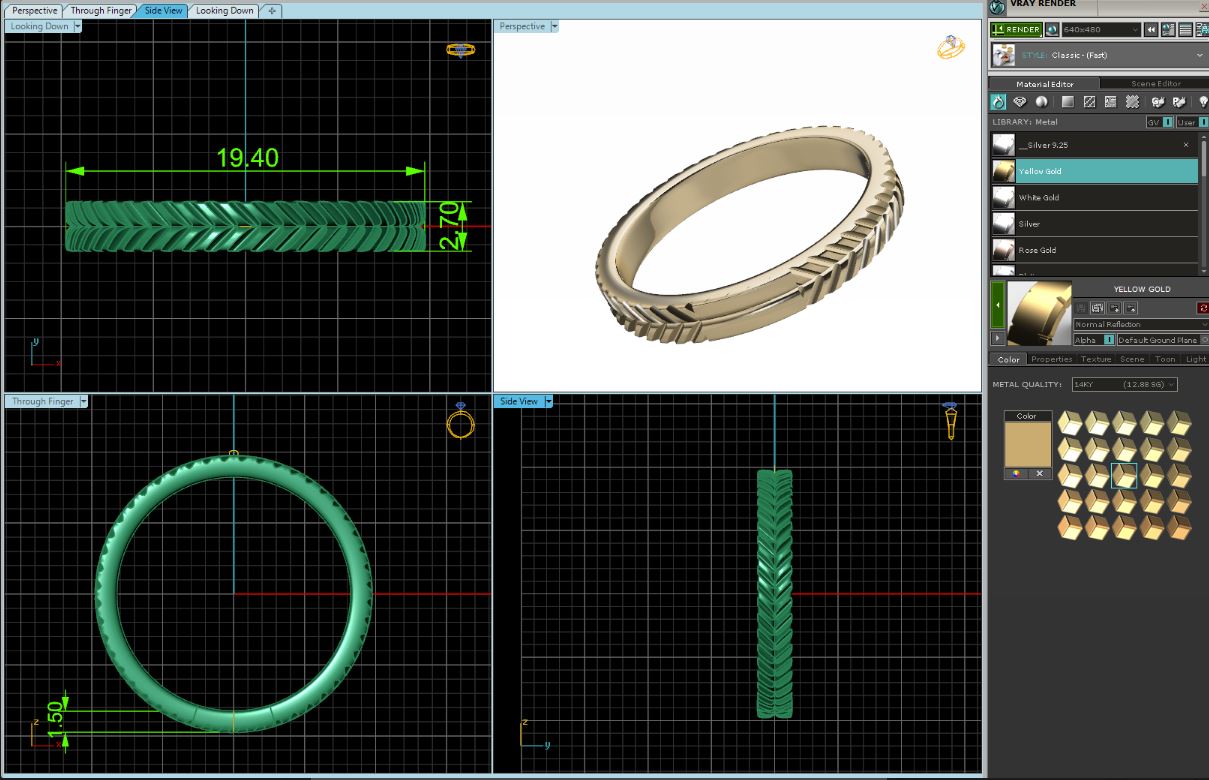 Perspective Through Finger Side View Looking Down
Looking Down
19.40
2.70
y
x
Perspective
Through Finger
1.50
z
x
Side View
z
y
VRAY RENDER
RENDER 640x480
STYLE: Classic - (Fast)
Material Editor Scene Editor
LIBRARY: Metal GV User
__Silver 9.25
Yellow Gold
White Gold
Silver
Rose Gold
YELLOW GOLD
Normal Reflection
Alpha Default Ground Plane
Color Properties Texture Scene Toon Light
METAL QUALITY: 14KY (12.88 SG)
Color